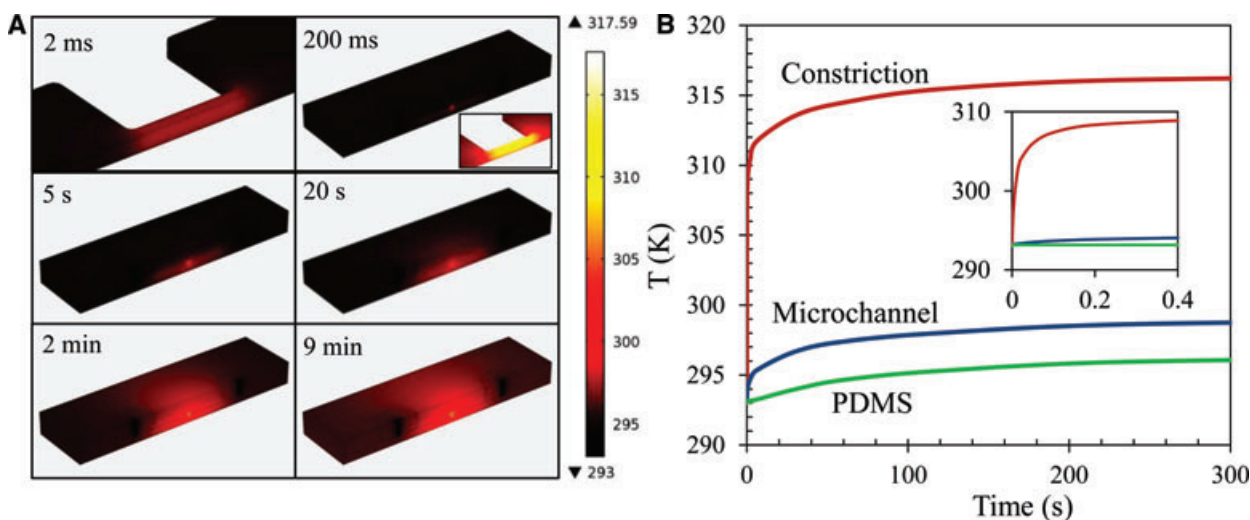 A
2 ms
200 ms
5 s
20 s
2 min
9 min
▲ 317.59
315
310
305
300
295
▼ 293
B
320
315
310
305
300
295
290
T (K)
Constriction
Microchannel
PDMS
310
300
290
0 0.2 0.4
0 100 200 300
Time (s)